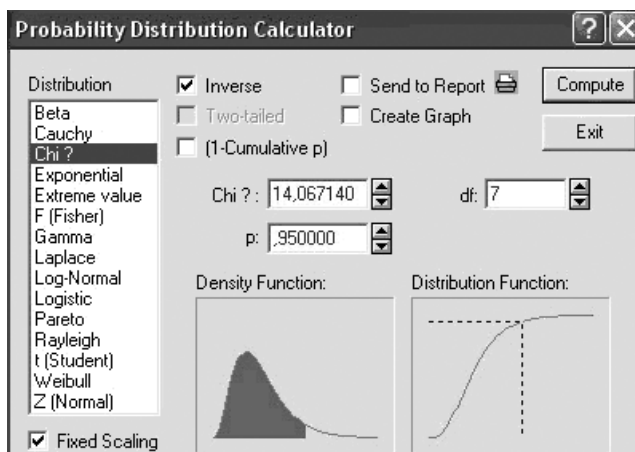 Probability Distribution Calculator
Distribution
Beta
Cauchy
Chi ?
Exponential
Extreme value
F (Fisher)
Gamma
Laplace
Log-Normal
Logistic
Pareto
Rayleigh
t (Student)
Weibull
Z (Normal)
Fixed Scaling
Inverse
Two-tailed
(1-Cumulative p)
Send to Report
Create Graph
Compute
Exit
Chi ? : 14,067140
df: 7
p: ,950000
Density Function:
Distribution Function: